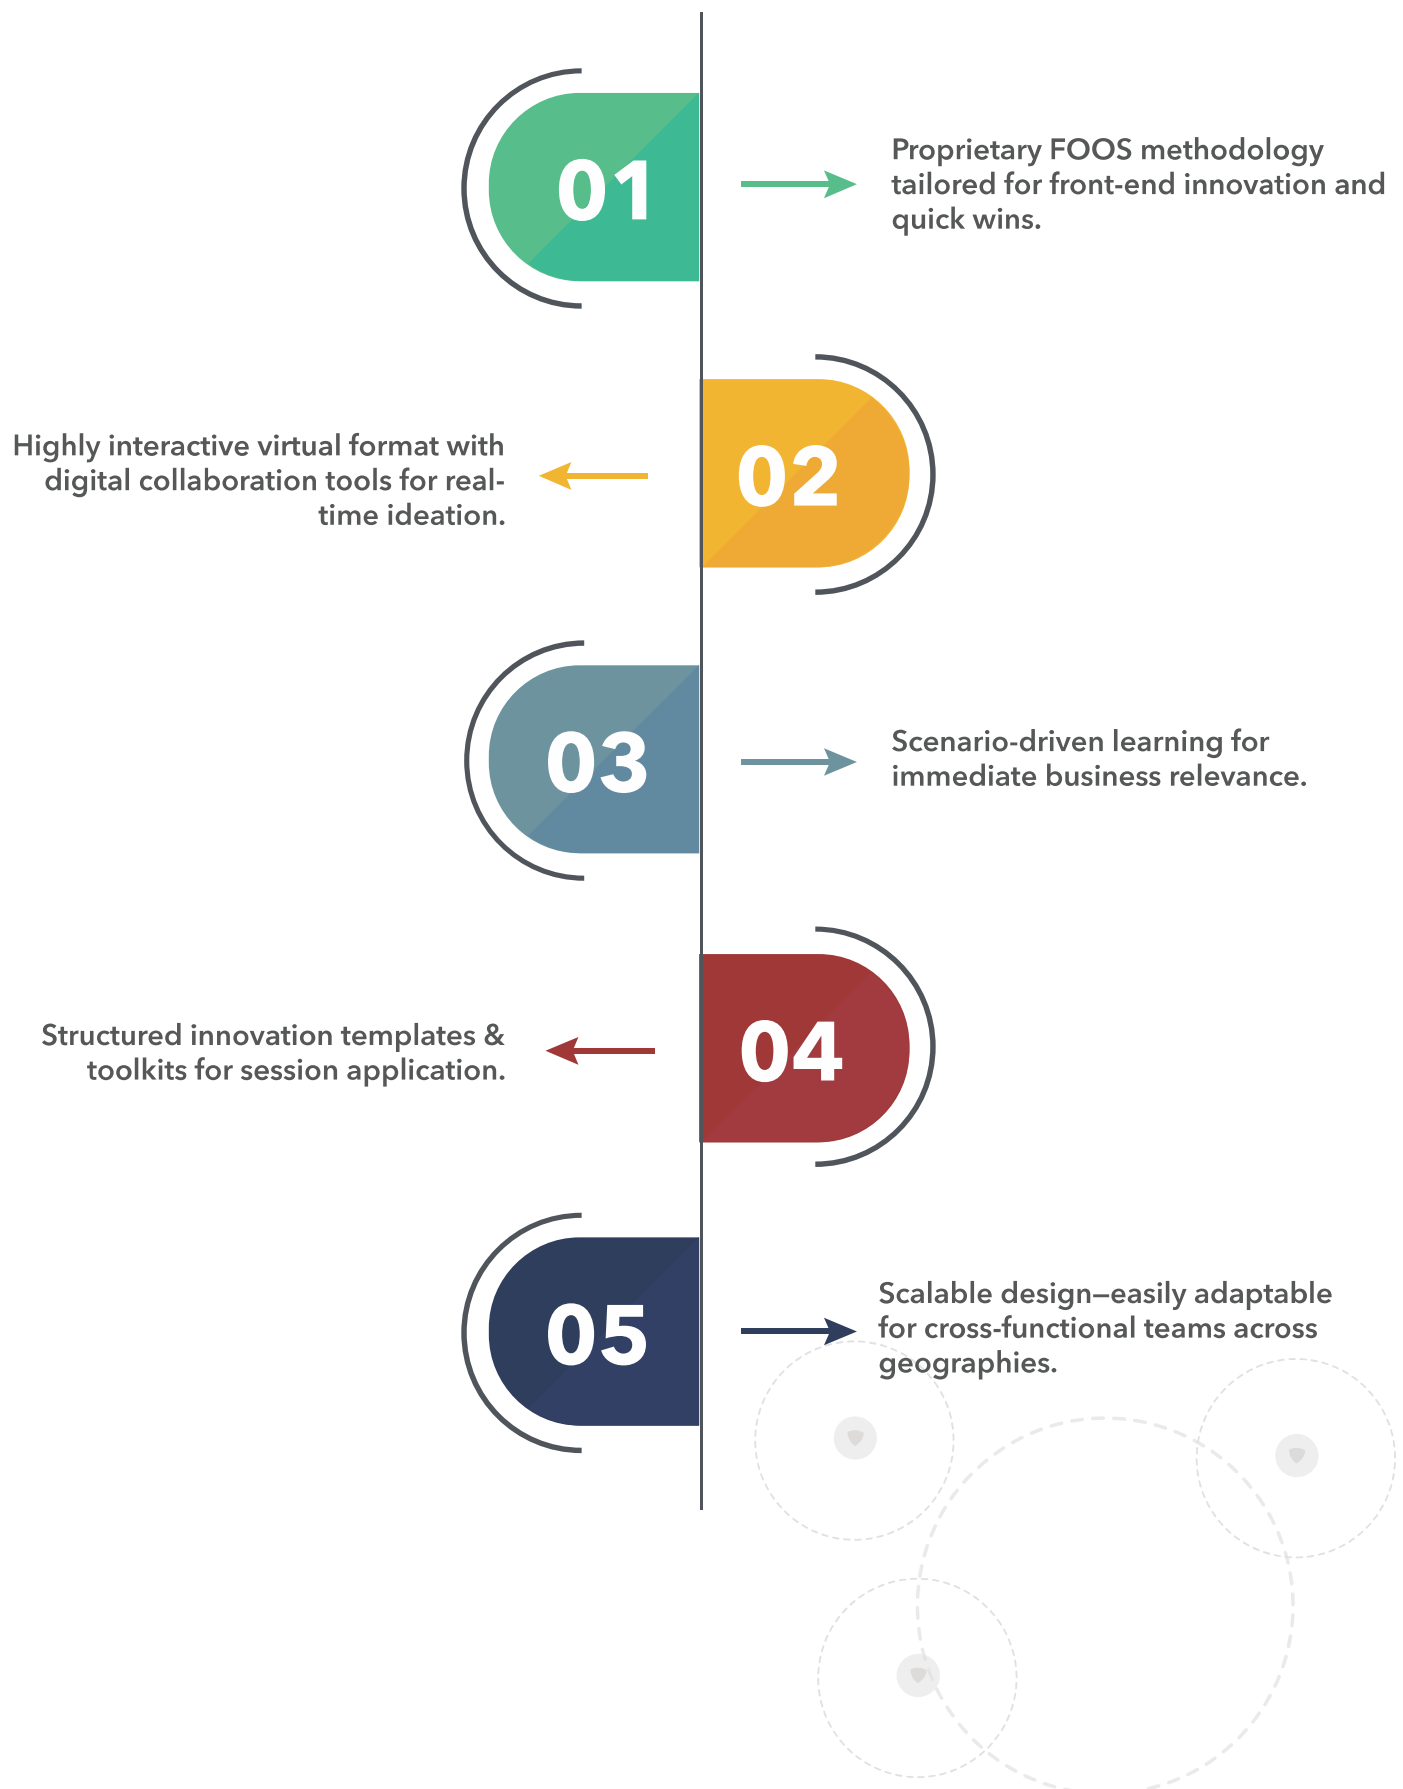 01
Proprietary FOOS methodology
tailored for front-end innovation and
quick wins.
02
Highly interactive virtual format with
digital collaboration tools for real-
time ideation.
03
Scenario-driven learning for
immediate business relevance.
04
Structured innovation templates &
toolkits for session application.
05
Scalable design—easily adaptable
for cross-functional teams across
geographies.